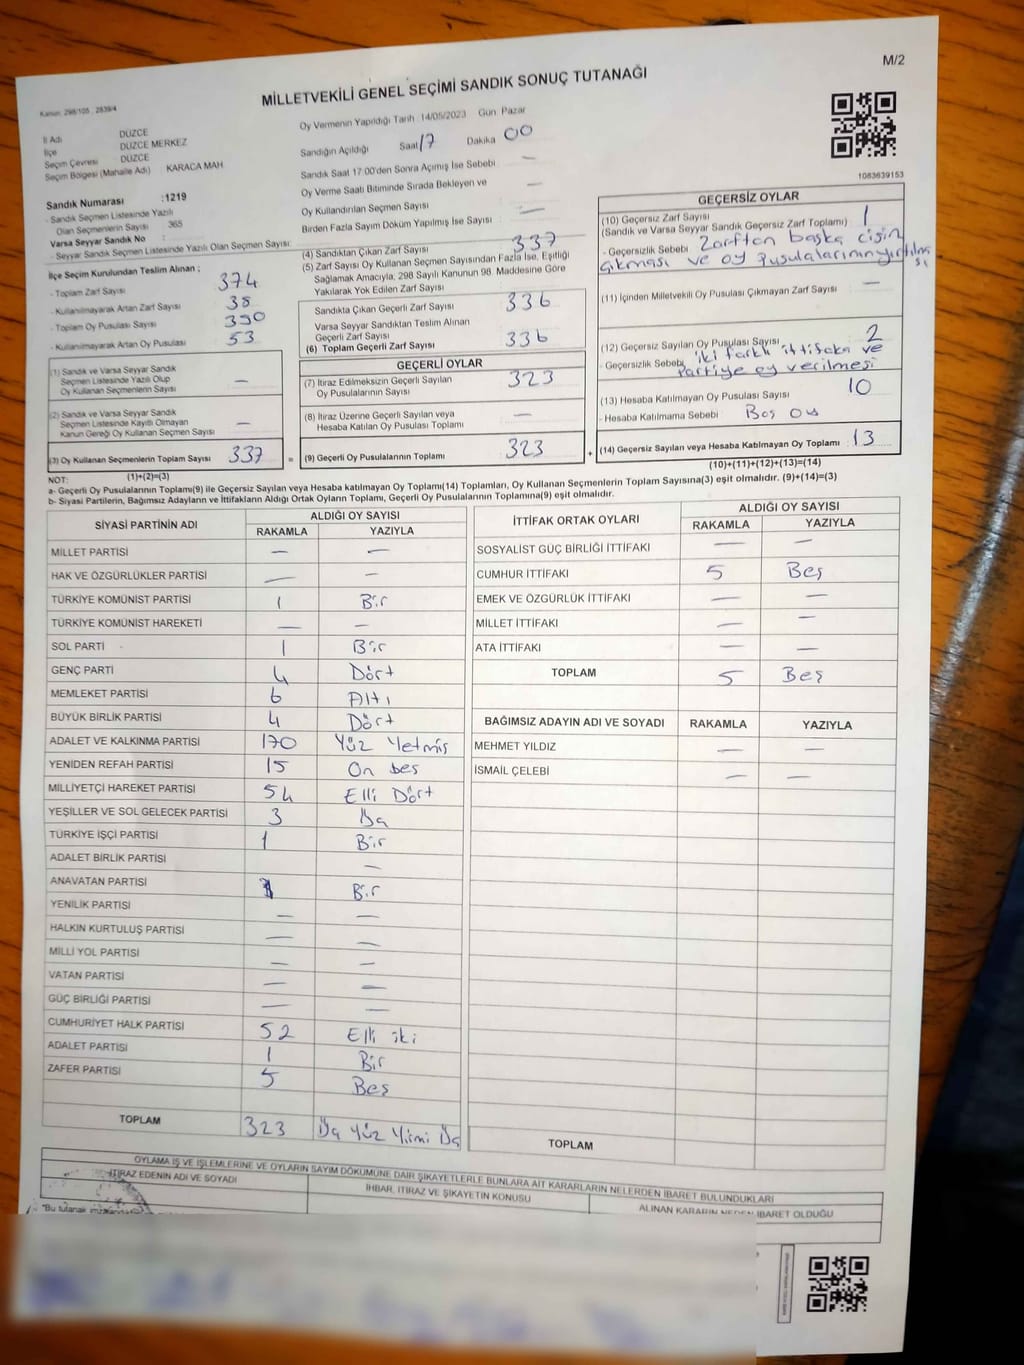 M/2
MİLLETVEKİLİ GENEL SEÇİMİ SANDIK SONUÇ TUTANAĞI
Kanun: 298/105 , 2839/4
İl Adı DÜZCE
İlçe DÜZCE MERKEZ
Seçim Çevresi : DÜZCE
Seçim Bölgesi (Mahalle Adı) KARACA MAH
Sandık Numarası :1219
- Sandık Seçmen Listesinde Yazılı
Olan Seçmenlerin Sayısı 365
Varsa Seyyar Sandık No :
- Seyyar Sandık Seçmen Listesinde Yazılı Olan Seçmen Sayısı:
İlçe Seçim Kurulundan Teslim Alınan ;
- Toplam Zarf Sayısı 374
- Kullanılmayarak Artan Zarf Sayısı 38
- Toplam Oy Pusulası Sayısı 390
- Kullanılmayarak Artan Oy Pusulası 53
(1) Sandık ve Varsa Seyyar Sandık
Seçmen Listesinde Yazılı Olup
Oy Kullanan Seçmenlerin Sayısı —
(2) Sandık ve Varsa Seyyar Sandık
Seçmen Listesinde Kayıtlı Olmayan
Kanun Gereği Oy Kullanan Seçmen Sayısı —
(3) Oy Kullanan Seçmenlerin Toplam Sayısı 337
(1)+(2)=(3)
Oy Vermenin Yapıldığı Tarih :14/05/2023 Gün Pazar
Sandığın Açıldığı Saat 17 Dakika 00
Sandık Saat 17:00'den Sonra Açılmış İse Sebebi —
Oy Verme Saati Bitiminde Sırada Bekleyen ve
Oy Kullandırılan Seçmen Sayısı —
Birden Fazla Sayım Döküm Yapılmış İse Sayısı —
(4) Sandıktan Çıkan Zarf Sayısı 337
(5) Zarf Sayısı Oy Kullanan Seçmen Sayısından Fazla İse, Eşitliği
Sağlamak Amacıyla, 298 Sayılı Kanunun 98. Maddesine Göre
Yakılarak Yok Edilen Zarf Sayısı
Sandıkta Çıkan Geçerli Zarf Sayısı 336
Varsa Seyyar Sandıktan Teslim Alınan
Geçerli Zarf Sayısı
(6) Toplam Geçerli Zarf Sayısı 336
GEÇERLİ OYLAR
(7) İtiraz Edilmeksizin Geçerli Sayılan
Oy Pusulalarının Sayısı 323
(8) İtiraz Üzerine Geçerli Sayılan veya
Hesaba Katılan Oy Pusulası Toplamı —
= (9) Geçerli Oy Pusulalarının Toplamı 323 +
1083639153
GEÇERSİZ OYLAR
(10) Geçersiz Zarf Sayısı 1
(Sandık ve Varsa Seyyar Sandık Geçersiz Zarf Toplamı)
- Geçersizlik Sebebi Zarftan başka cisim
çıkması ve oy pusulalarının yırtılması
(11) İçinden Milletvekili Oy Pusulası Çıkmayan Zarf Sayısı —
(12) Geçersiz Sayılan Oy Pusulası Sayısı 2
- Geçersizlik Sebebi iki farklı ittifaka ve
Partiye oy verilmesi
(13) Hesaba Katılmayan Oy Pusulası Sayısı 10
- Hesaba Katılmama Sebebi Boş oy
(14) Geçersiz Sayılan veya Hesaba Katılmayan Oy Toplamı : 13
(10)+(11)+(12)+(13)=(14)
NOT:
a- Geçerli Oy Pusulalarının Toplamı(9) ile Geçersiz Sayılan veya Hesaba katılmayan Oy Toplamı(14) Toplamları, Oy Kullanan Seçmenlerin Toplam Sayısına(3) eşit olmalıdır. (9)+(14)=(3)
b- Siyasi Partilerin, Bağımsız Adayların ve İttifakların Aldığı Ortak Oyların Toplamı, Geçerli Oy Pusulalarının Toplamına(9) eşit olmalıdır.
SİYASİ PARTİNİN ADI ALDIĞI OY SAYISI
RAKAMLA YAZIYLA
MİLLET PARTİSİ — —
HAK VE ÖZGÜRLÜKLER PARTİSİ — —
TÜRKİYE KOMÜNİST PARTİSİ 1 Bir
TÜRKİYE KOMÜNİST HAREKETİ — —
SOL PARTİ 1 Bir
GENÇ PARTİ 4 Dört
MEMLEKET PARTİSİ 6 Altı
BÜYÜK BİRLİK PARTİSİ 4 Dört
ADALET VE KALKINMA PARTİSİ 170 Yüz Yetmiş
YENİDEN REFAH PARTİSİ 15 On beş
MİLLİYETÇİ HAREKET PARTİSİ 54 Elli Dört
YEŞİLLER VE SOL GELECEK PARTİSİ 3 Üç
TÜRKİYE İŞÇİ PARTİSİ 1 Bir
ADALET BİRLİK PARTİSİ —
ANAVATAN PARTİSİ 1 Bir
YENİLİK PARTİSİ — —
HALKIN KURTULUŞ PARTİSİ — —
MİLLİ YOL PARTİSİ — —
VATAN PARTİSİ — —
GÜÇ BİRLİĞİ PARTİSİ — —
CUMHURİYET HALK PARTİSİ 52 Elli iki
ADALET PARTİSİ 1 Bir
ZAFER PARTİSİ 5 Beş
TOPLAM 323 Üç Yüz Yirmi Üç
İTTİFAK ORTAK OYLARI ALDIĞI OY SAYISI
RAKAMLA YAZIYLA
SOSYALİST GÜÇ BİRLİĞİ İTTİFAKI — —
CUMHUR İTTİFAKI 5 Beş
EMEK VE ÖZGÜRLÜK İTTİFAKI — —
MİLLET İTTİFAKI — —
ATA İTTİFAKI — —
TOPLAM 5 Beş
BAĞIMSIZ ADAYIN ADI VE SOYADI RAKAMLA YAZIYLA
MEHMET YILDIZ — —
İSMAİL ÇELEBİ — —
TOPLAM
OYLAMA İŞ VE İŞLEMLERİNE VE OYLARIN SAYIM DÖKÜMÜNE DAİR ŞİKAYETLERLE BUNLARA AİT KARARLARIN NELERDEN İBARET BULUNDUKLARI
İTİRAZ EDENİN ADI VE SOYADI
İHBAR, İTİRAZ VE ŞİKAYETİN KONUSU
ALINAN KARARIN NEDEN İBARET OLDUĞU
"Bu tutanak